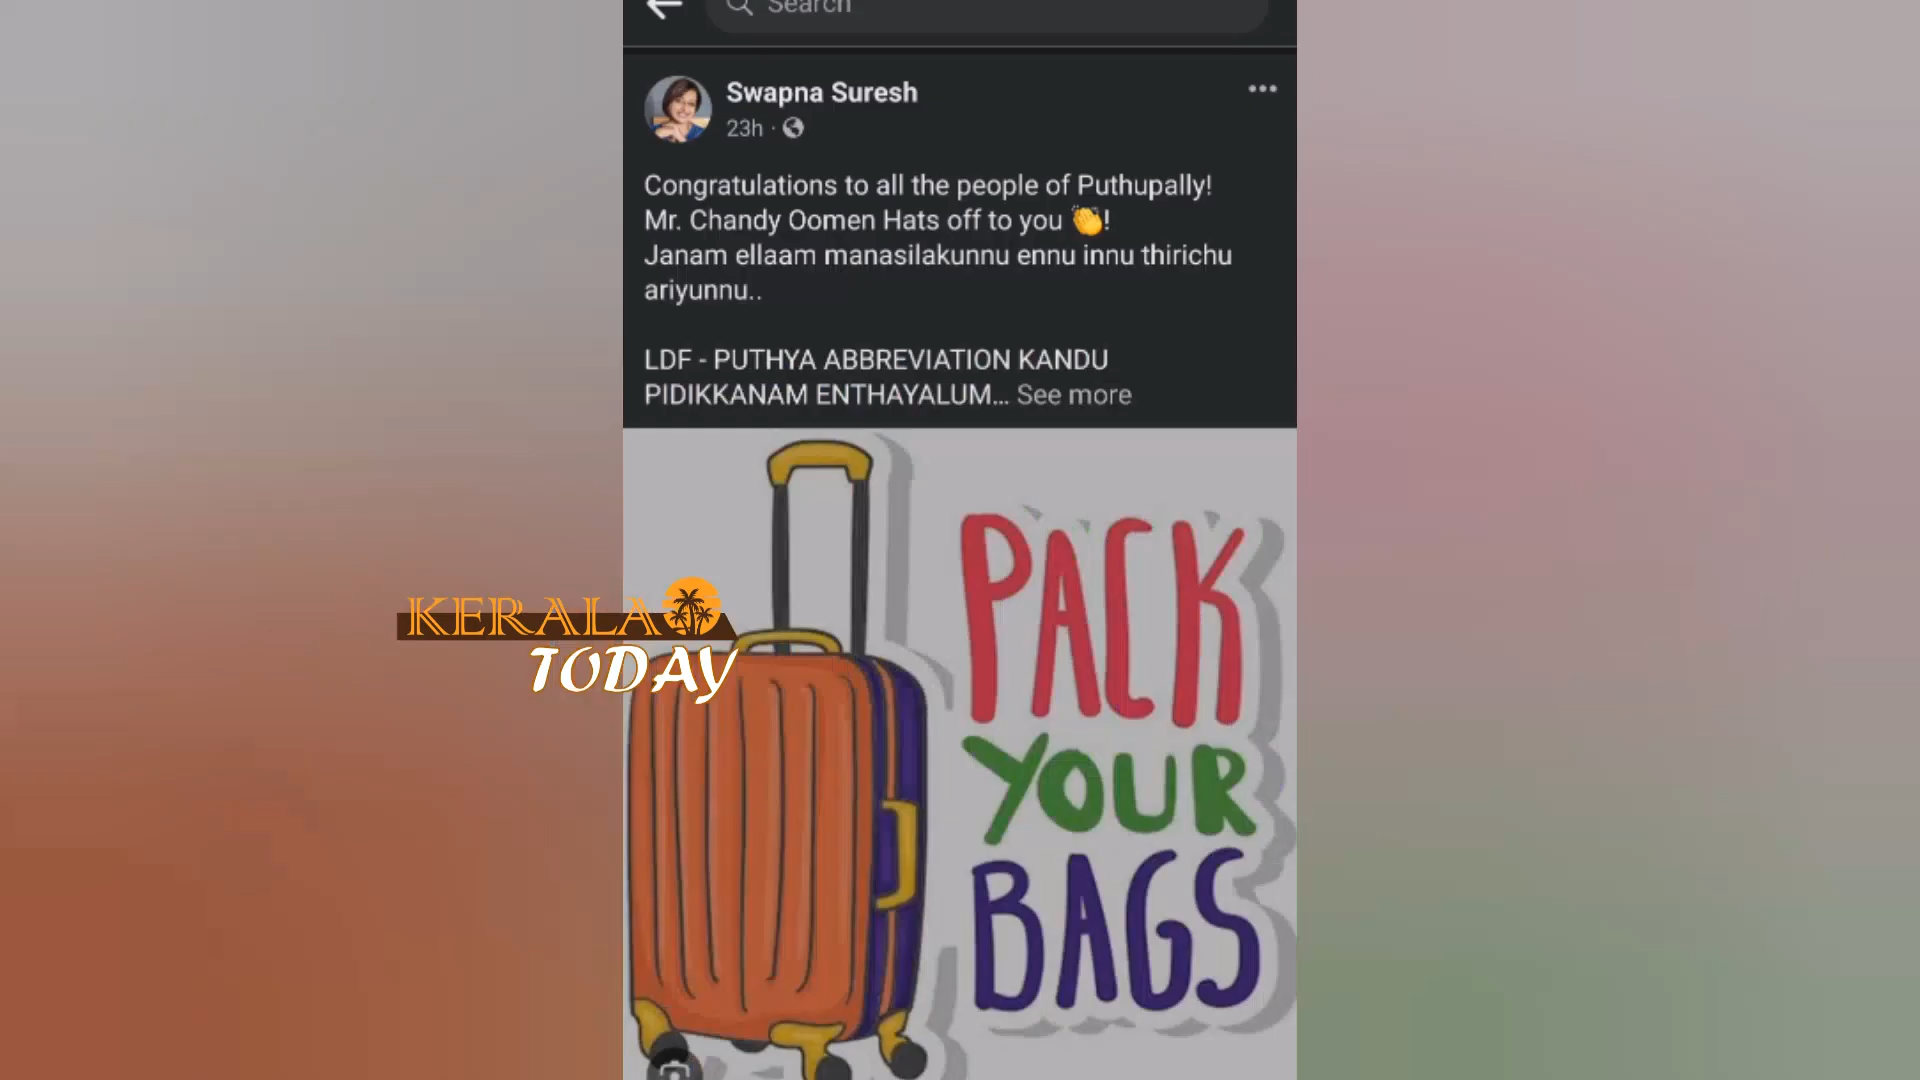 Search
Swapna Suresh
23h ·
Congratulations to all the people of Puthupally!
Mr. Chandy Oomen Hats off to you 👏!
Janam ellaam manasilakunnu ennu innu thirichu
ariyunnu..
LDF - PUTHYA ABBREVIATION KANDU
PIDIKKANAM ENTHAYALUM... See more
PACK
YOUR
BAGS
KERALA
TODAY